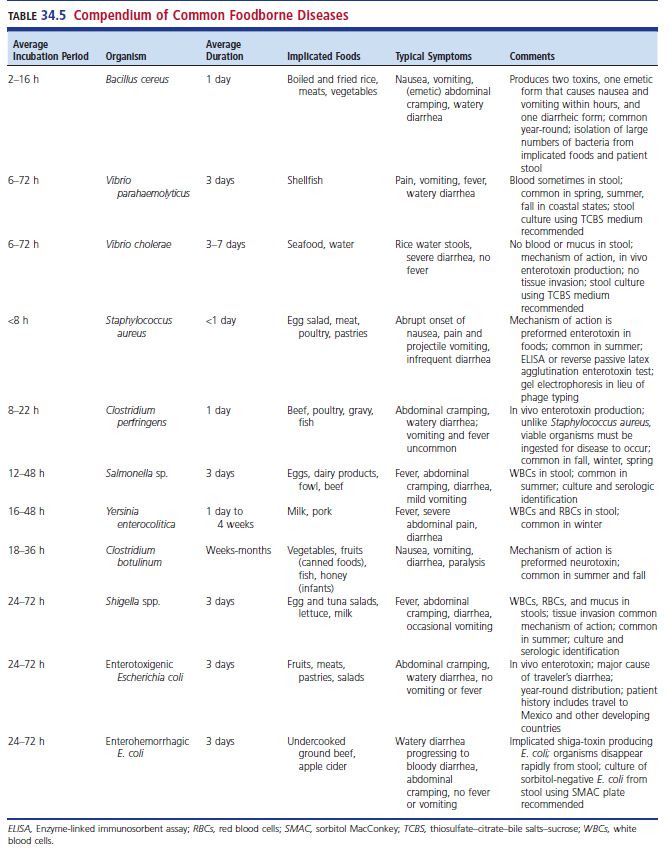 TABLE 34.5 Compendium of Common Foodborne Diseases
Average Incubation Period | Organism | Average Duration | Implicated Foods | Typical Symptoms | Comments
2–16 h | Bacillus cereus | 1 day | Boiled and fried rice, meats, vegetables | Nausea, vomiting, (emetic) abdominal cramping, watery diarrhea | Produces two toxins, one emetic form that causes nausea and vomiting within hours, and one diarrheic form; common year-round; isolation of large numbers of bacteria from implicated foods and patient stool
6–72 h | Vibrio parahaemolyticus | 3 days | Shellfish | Pain, vomiting, fever, watery diarrhea | Blood sometimes in stool; common in spring, summer, fall in coastal states; stool culture using TCBS medium recommended
6–72 h | Vibrio cholerae | 3–7 days | Seafood, water | Rice water stools, severe diarrhea, no fever | No blood or mucus in stool; mechanism of action, in vivo enterotoxin production; no tissue invasion; stool culture using TCBS medium recommended
<8 h | Staphylococcus aureus | <1 day | Egg salad, meat, poultry, pastries | Abrupt onset of nausea, pain and projectile vomiting, infrequent diarrhea | Mechanism of action is preformed enterotoxin in foods; common in summer; ELISA or reverse passive latex agglutination enterotoxin test; gel electrophoresis in lieu of phage typing
8–22 h | Clostridium perfringens | 1 day | Beef, poultry, gravy, fish | Abdominal cramping, watery diarrhea; vomiting and fever uncommon | In vivo enterotoxin production; unlike Staphylococcus aureus, viable organisms must be ingested for disease to occur; common in fall, winter, spring
12–48 h | Salmonella sp. | 3 days | Eggs, dairy products, fowl, beef | Fever, abdominal cramping, diarrhea, mild vomiting | WBCs in stool; common in summer; culture and serologic identification
16–48 h | Yersinia enterocolitica | 1 day to 4 weeks | Milk, pork | Fever, severe abdominal pain, diarrhea | WBCs and RBCs in stool; common in winter
18–36 h | Clostridium botulinum | Weeks-months | Vegetables, fruits (canned foods), fish, honey (infants) | Nausea, vomiting, diarrhea, paralysis | Mechanism of action is preformed neurotoxin; common in summer and fall
24–72 h | Shigella spp. | 3 days | Egg and tuna salads, lettuce, milk | Fever, abdominal cramping, diarrhea, occasional vomiting | WBCs, RBCs, and mucus in stools; tissue invasion common mechanism of action; common in summer; culture and serologic identification
24–72 h | Enterotoxigenic Escherichia coli | 3 days | Fruits, meats, pastries, salads | Abdominal cramping, watery diarrhea, no vomiting or fever | In vivo enterotoxin; major cause of traveler's diarrhea; year-round distribution; patient history includes travel to Mexico and other developing countries
24–72 h | Enterohemorrhagic E. coli | 3 days | Undercooked ground beef, apple cider | Watery diarrhea progressing to bloody diarrhea, abdominal cramping, no fever or vomiting | Implicated shiga-toxin producing E. coli; organisms disappear rapidly from stool; culture of sorbitol-negative E. coli from stool using SMAC plate recommended
ELISA, Enzyme-linked immunosorbent assay; RBCs, red blood cells; SMAC, sorbitol MacConkey; TCBS, thiosulfate–citrate–bile salts–sucrose; WBCs, white
blood cells.